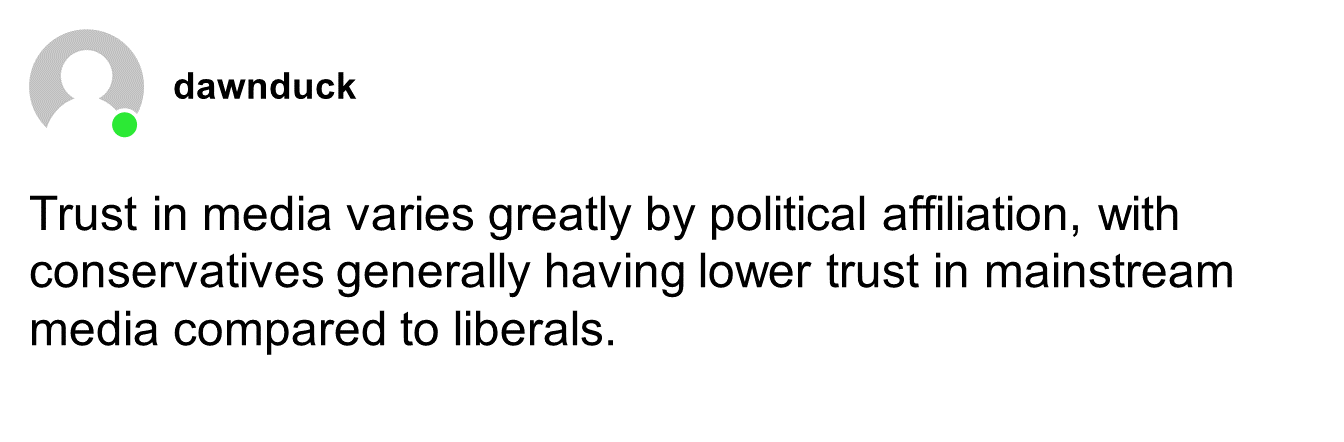 dawnduck
Trust in media varies greatly by political affiliation, with
conservatives generally having lower trust in mainstream
media compared to liberals.